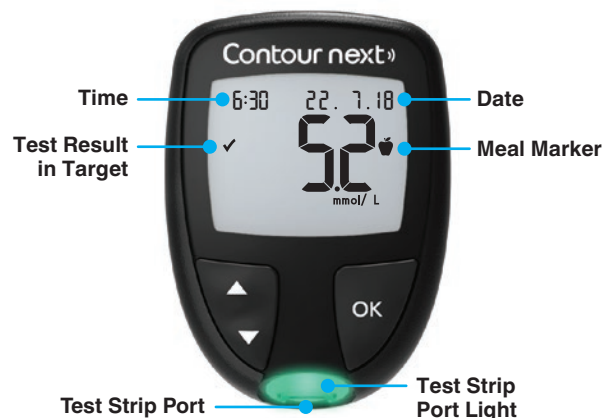 Contour next
Time
6:30 22. 7.18
Date
Test Result
in Target
✓ 5.2
Meal Marker
mmol/ L
OK
Test Strip Port
Test Strip
Port Light